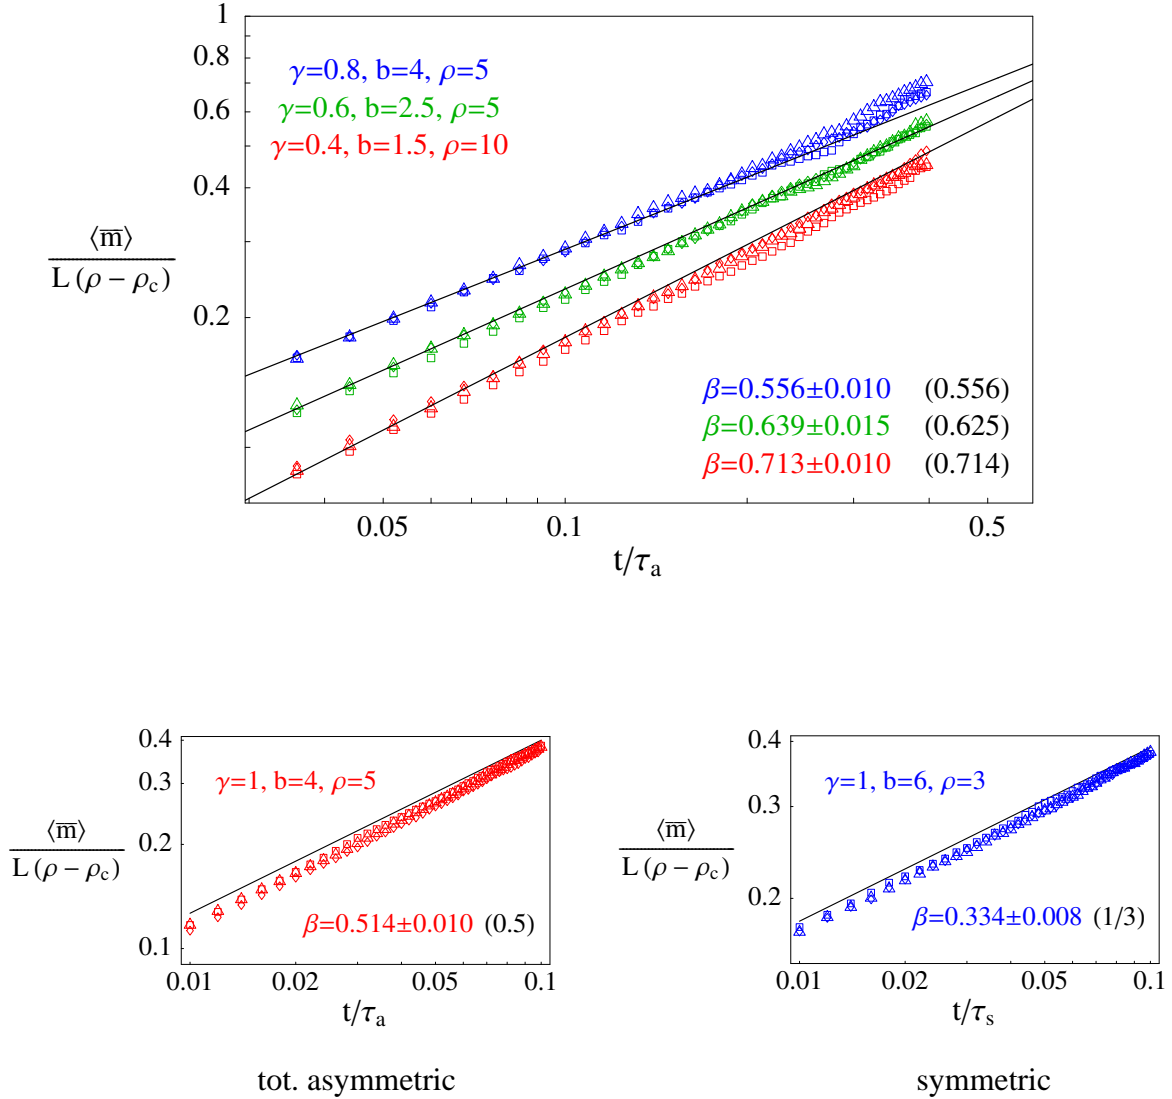 1
0.8
γ=0.8, b=4, ρ=5
0.6
γ=0.6, b=2.5, ρ=5
γ=0.4, b=1.5, ρ=10
0.4
⟨m̅⟩
L (ρ − ρc)
0.2
β=0.556±0.010 (0.556)
β=0.639±0.015 (0.625)
β=0.713±0.010 (0.714)
0.05 0.1 0.5
t/τa
0.4
γ=1, b=4, ρ=5
0.3
⟨m̅⟩
L (ρ − ρc)
0.2
β=0.514±0.010 (0.5)
0.1
0.01 0.02 0.05 0.1
t/τa
tot. asymmetric
0.4
γ=1, b=6, ρ=3
0.3
⟨m̅⟩
L (ρ − ρc)
0.2
β=0.334±0.008 (1/3)
0.01 0.02 0.05 0.1
t/τs
symmetric